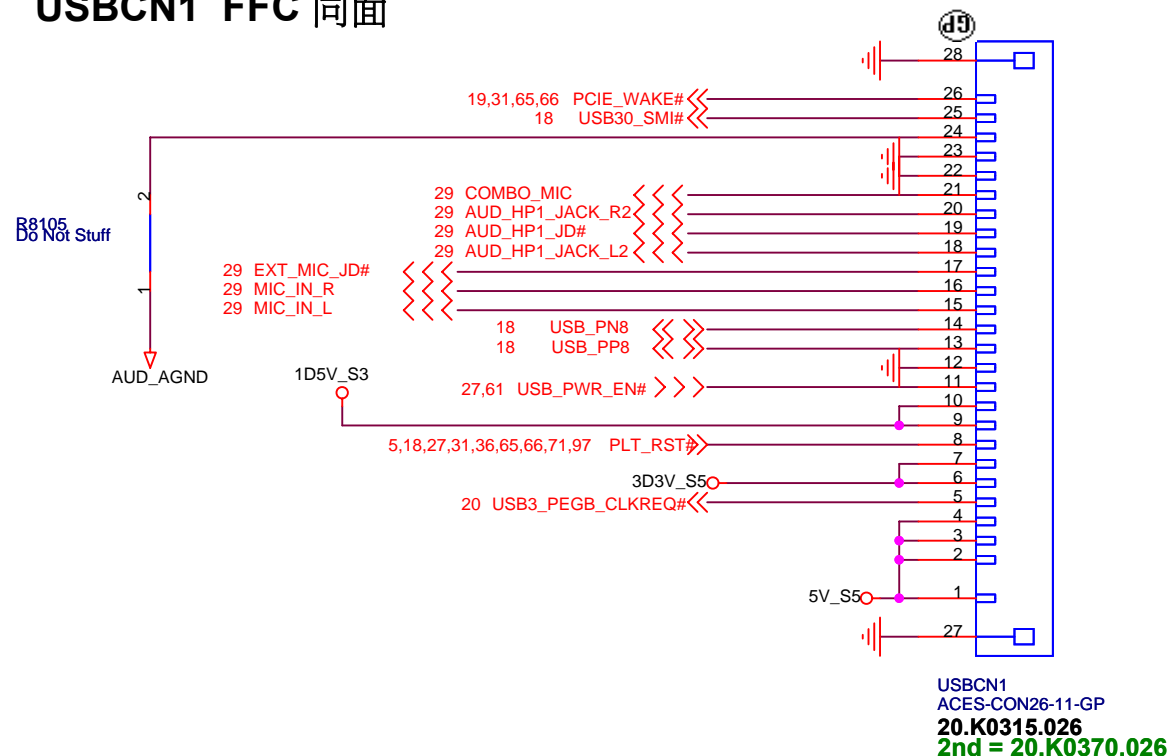 USBCN1 FFC 同面
GP
28
19,31,65,66 PCIE_WAKE# 26
18 USB30_SMI# 25
24
23
22
29 COMBO_MIC 21
29 AUD_HP1_JACK_R2 20
29 AUD_HP1_JD# 19
29 AUD_HP1_JACK_L2 18
29 EXT_MIC_JD# 17
29 MIC_IN_R 16
29 MIC_IN_L 15
18 USB_PN8 14
18 USB_PP8 13
12
27,61 USB_PWR_EN# 11
10
9
5,18,27,31,36,65,66,71,97 PLT_RST# 8
7
3D3V_S5 6
20 USB3_PEGB_CLKREQ# 5
4
3
2
5V_S5 1
27
2
R8105
Do Not Stuff
1
AUD_AGND
1D5V_S3
USBCN1
ACES-CON26-11-GP
20.K0315.026
2nd = 20.K0370.026